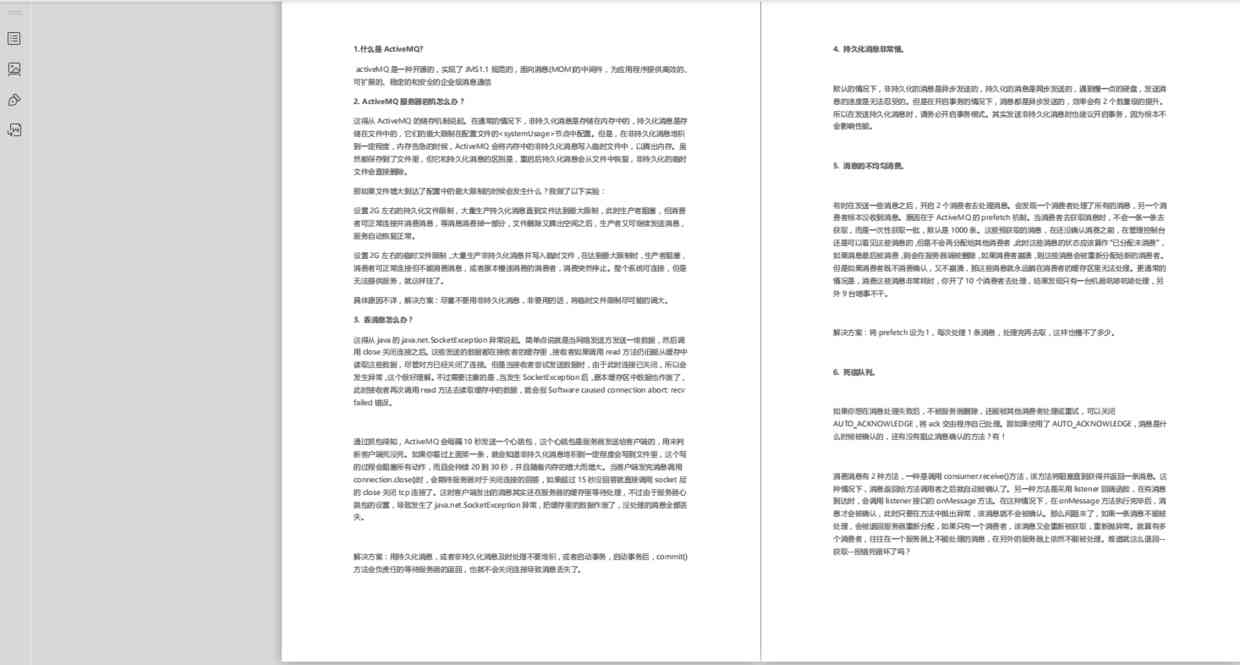 1.什么是 ActiveMQ?
activeMQ 是一种开源的，实现了 JMS1.1 规范的，面向消息(MOM)的中间件，为应用程序提供高效的、
可扩展的、稳定的和安全的企业级消息通信
2. ActiveMQ 服务器宕机怎么办？
这得从 ActiveMQ 的储存机制说起。在通常的情况下，非持久化消息是存储在内存中的，持久化消息是存
储在文件中的，它们的最大限制在配置文件的<systemUsage>节点中配置。但是，在非持久化消息堆积
到一定程度，内存告急的时候，ActiveMQ 会将内存中的非持久化消息写入临时文件中，以腾出内存。虽
然都保存到了文件里，但它和持久化消息的区别是，重启后持久化消息会从文件中恢复，非持久化的临时
文件会直接删除。
那如果文件增大到达了配置中的最大限制的时候会发生什么？我做了以下实验：
设置 2G 左右的持久化文件限制，大量生产持久化消息直到文件达到最大限制，此时生产者阻塞，但消费
者可正常连接并消费消息，等消息消费掉一部分，文件删除又腾出空间之后，生产者又可继续发送消息，
服务自动恢复正常。
设置 2G 左右的临时文件限制，大量生产非持久化消息并写入临时文件，在达到最大限制时，生产者阻塞，
消费者可正常连接但不能消费消息，或者原本慢速消费的消费者，消费突然停止。整个系统可连接，但是
无法提供服务，就这样挂了。
具体原因不详，解决方案：尽量不要用非持久化消息，非要用的话，将临时文件限制尽可能的调大。
3. 丢消息怎么办？
这得从 java 的 java.net.SocketException 异常说起。简单点说就是当网络发送方发送一堆数据，然后调
用 close 关闭连接之后。这些发送的数据都在接收者的缓存里，接收者如果调用 read 方法仍旧能从缓存中
读取这些数据，尽管对方已经关闭了连接。但是当接收者尝试发送数据时，由于此时连接已关闭，所以会
发生异常，这个很好理解。不过需要注意的是，当发生 SocketException 后，原本缓存区中数据也作废了，
此时接收者再次调用 read 方法去读取缓存中的数据，就会报 Software caused connection abort: recv
failed 错误。
通过抓包得知，ActiveMQ 会每隔 10 秒发送一个心跳包，这个心跳包是服务器发送给客户端的，用来判
断客户端死没死。如果你看过上面第一条，就会知道非持久化消息堆积到一定程度会写到文件里，这个写
的过程会阻塞所有动作，而且会持续 20 到 30 秒，并且随着内存的增大而增大。当客户端发完消息调用
connection.close()时，会期待服务器对于关闭连接的回答，如果超过 15 秒没回答就直接调用 socket 层
的 close 关闭 tcp 连接了。这时客户端发出的消息其实还在服务器的缓存里等待处理，不过由于服务器心
跳包的设置，导致发生了 java.net.SocketException 异常，把缓存里的数据作废了，没处理的消息全部丢
失。
解决方案：用持久化消息，或者非持久化消息及时处理不要堆积，或者启动事务，启动事务后，commit()
方法会负责任的等待服务器的返回，也就不会关闭连接导致消息丢失了。
4. 持久化消息非常慢。
默认的情况下，非持久化的消息是异步发送的，持久化的消息是同步发送的，遇到慢一点的硬盘，发送消
息的速度是无法忍受的。但是在开启事务的情况下，消息都是异步发送的，效率会有 2 个数量级的提升。
所以在发送持久化消息时，请务必开启事务模式。其实发送非持久化消息时也建议开启事务，因为根本不
会影响性能。
5. 消息的不均匀消费。
有时在发送一些消息之后，开启 2 个消费者去处理消息。会发现一个消费者处理了所有的消息，另一个消
费者根本没收到消息。原因在于 ActiveMQ 的 prefetch 机制。当消费者去获取消息时，不会一条一条去
获取，而是一次性获取一批，默认是 1000 条。这些预获取的消息，在还没确认消费之前，在管理控制台
还是可以看见这些消息的，但是不会再分配给其他消费者，此时这些消息的状态应该算作“已分配未消费”，
如果消息最后被消费，则会在服务器端被删除，如果消费者崩溃，则这些消息会被重新分配给新的消费者。
但是如果消费者既不消费确认，又不崩溃，那这些消息就永远躺在消费者的缓存区里无法处理。更通常的
情况是，消费这些消息非常耗时，你开了 10 个消费者去处理，结果发现只有一台机器吭哧吭哧处理，另
外 9 台啥事不干。
解决方案：将 prefetch 设为 1，每次处理 1 条消息，处理完再去取，这样也慢不了多少。
6. 死信队列。
如果你想在消息处理失败后，不被服务器删除，还能被其他消费者处理或重试，可以关闭
AUTO_ACKNOWLEDGE，将 ack 交由程序自己处理。那如果使用了 AUTO_ACKNOWLEDGE，消息是什
么时候被确认的，还有没有阻止消息确认的方法？有！
消费消息有 2 种方法，一种是调用 consumer.receive()方法，该方法将阻塞直到获得并返回一条消息。这
种情况下，消息返回给方法调用者之后就自动被确认了。另一种方法是采用 listener 回调函数，在有消息
到达时，会调用 listener 接口的 onMessage 方法。在这种情况下，在 onMessage 方法执行完毕后，消
息才会被确认，此时只要在方法中抛出异常，该消息就不会被确认。那么问题来了，如果一条消息不能被
处理，会被退回服务器重新分配，如果只有一个消费者，该消息又会重新被获取，重新抛异常。就算有多
个消费者，往往在一个服务器上不能处理的消息，在另外的服务器上依然不能被处理。难道就这么退回--
获取--报错死循环了吗？